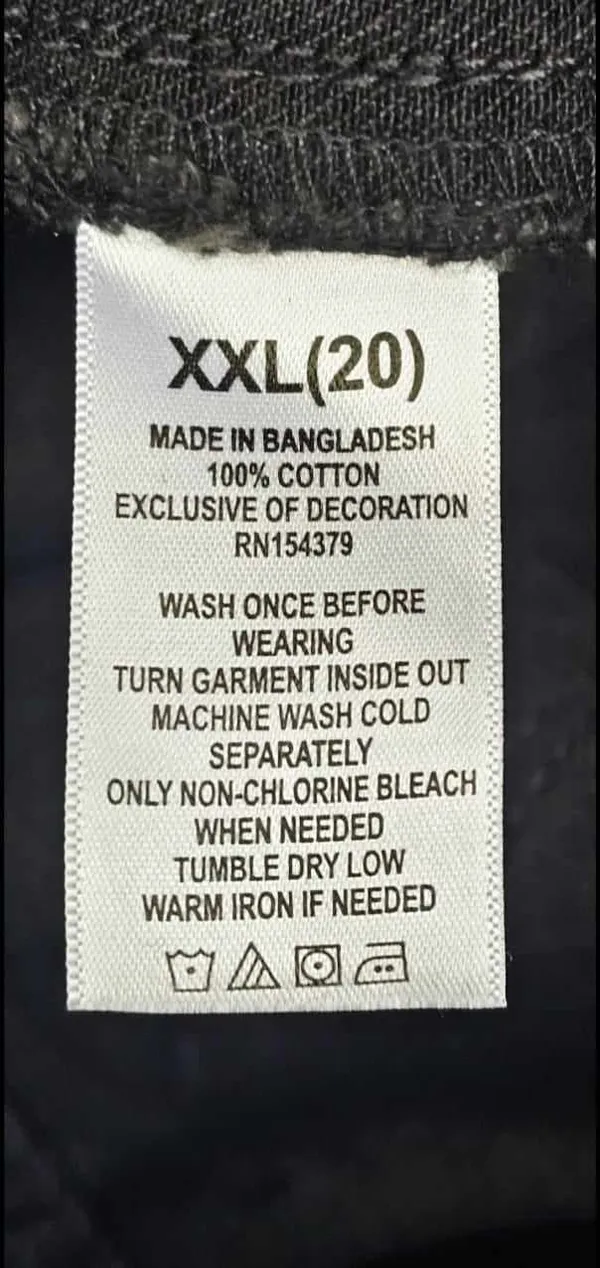 XXL(20)
MADE IN BANGLADESH
100% COTTON
EXCLUSIVE OF DECORATION
RN154379
WASH ONCE BEFORE
WEARING
TURN GARMENT INSIDE OUT
MACHINE WASH COLD
SEPARATELY
ONLY NON-CHLORINE BLEACH
WHEN NEEDED
TUMBLE DRY LOW
WARM IRON IF NEEDED